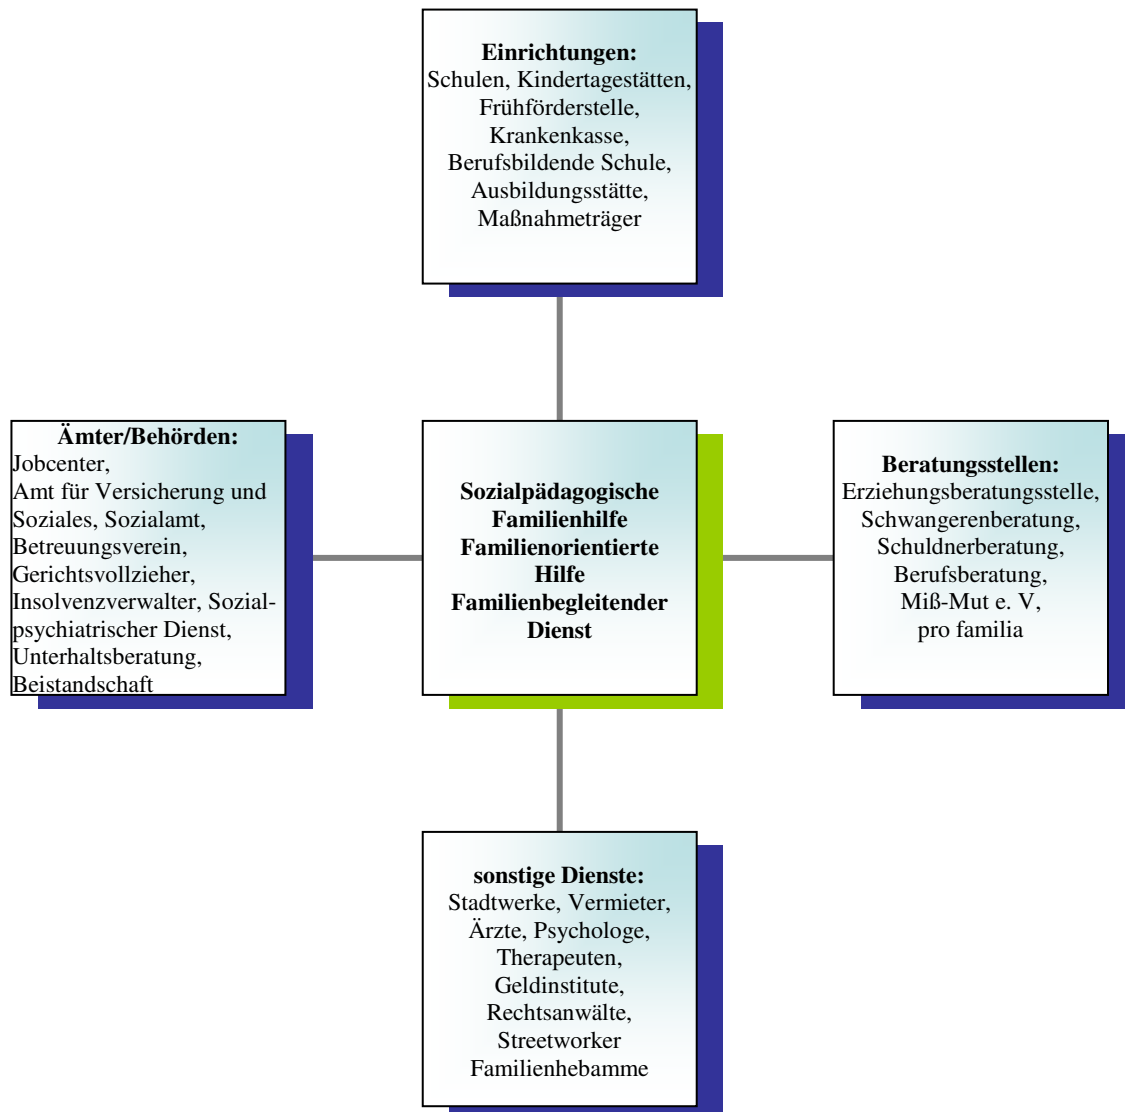 Einrichtungen:
Schulen, Kindertagestätten,
Frühförderstelle,
Krankenkasse,
Berufsbildende Schule,
Ausbildungsstätte,
Maßnahmeträger
Ämter/Behörden:
Jobcenter,
Amt für Versicherung und
Soziales, Sozialamt,
Betreuungsverein,
Gerichtsvollzieher,
Insolvenzverwalter, Sozial-
psychiatrischer Dienst,
Unterhaltsberatung,
Beistandschaft
Sozialpädagogische
Familienhilfe
Familienorientierte
Hilfe
Familienbegleitender
Dienst
Beratungsstellen:
Erziehungsberatungsstelle,
Schwangerenberatung,
Schuldnerberatung,
Berufsberatung,
Miß-Mut e. V,
pro familia
sonstige Dienste:
Stadtwerke, Vermieter,
Ärzte, Psychologe,
Therapeuten,
Geldinstitute,
Rechtsanwälte,
Streetworker
Familienhebamme